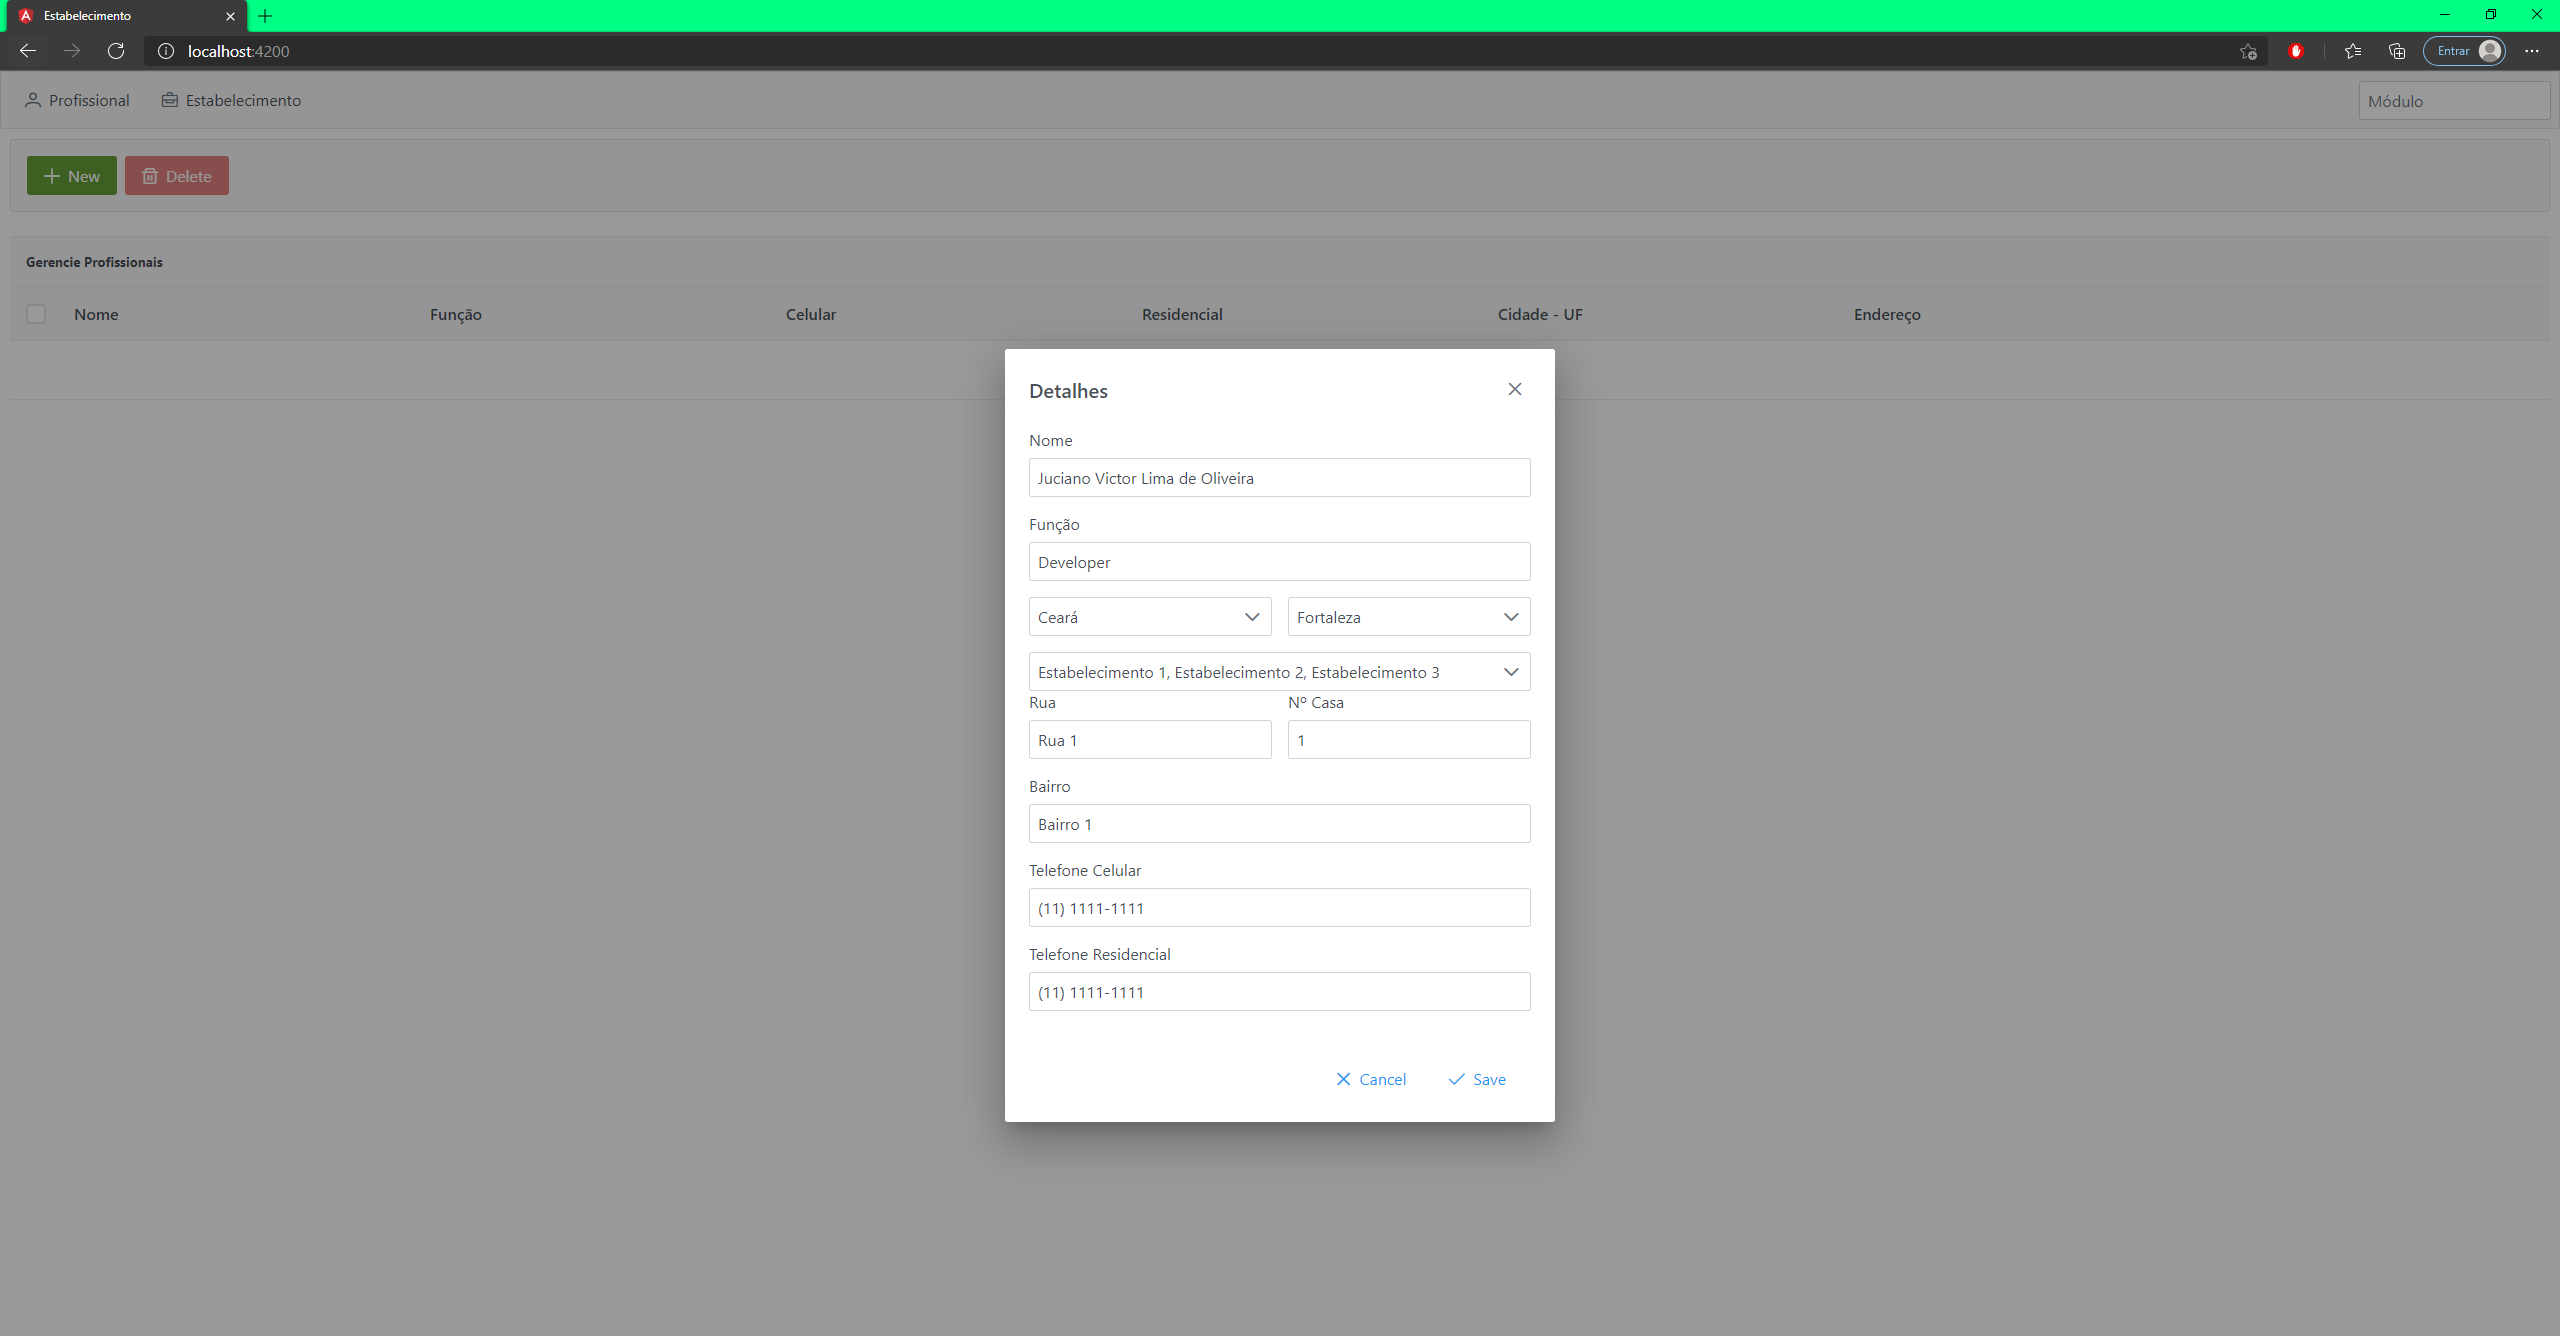 Estabelecimento
localhost:4200
Entrar
Profissional Estabelecimento Módulo
New Delete
Gerencie Profissionais
Nome Função Celular Residencial Cidade - UF Endereço
Detalhes
Nome
Juciano Victor Lima de Oliveira
Função
Developer
Ceará Fortaleza
Estabelecimento 1, Estabelecimento 2, Estabelecimento 3
Rua Nº Casa
Rua 1 1
Bairro
Bairro 1
Telefone Celular
(11) 1111-1111
Telefone Residencial
(11) 1111-1111
Cancel Save